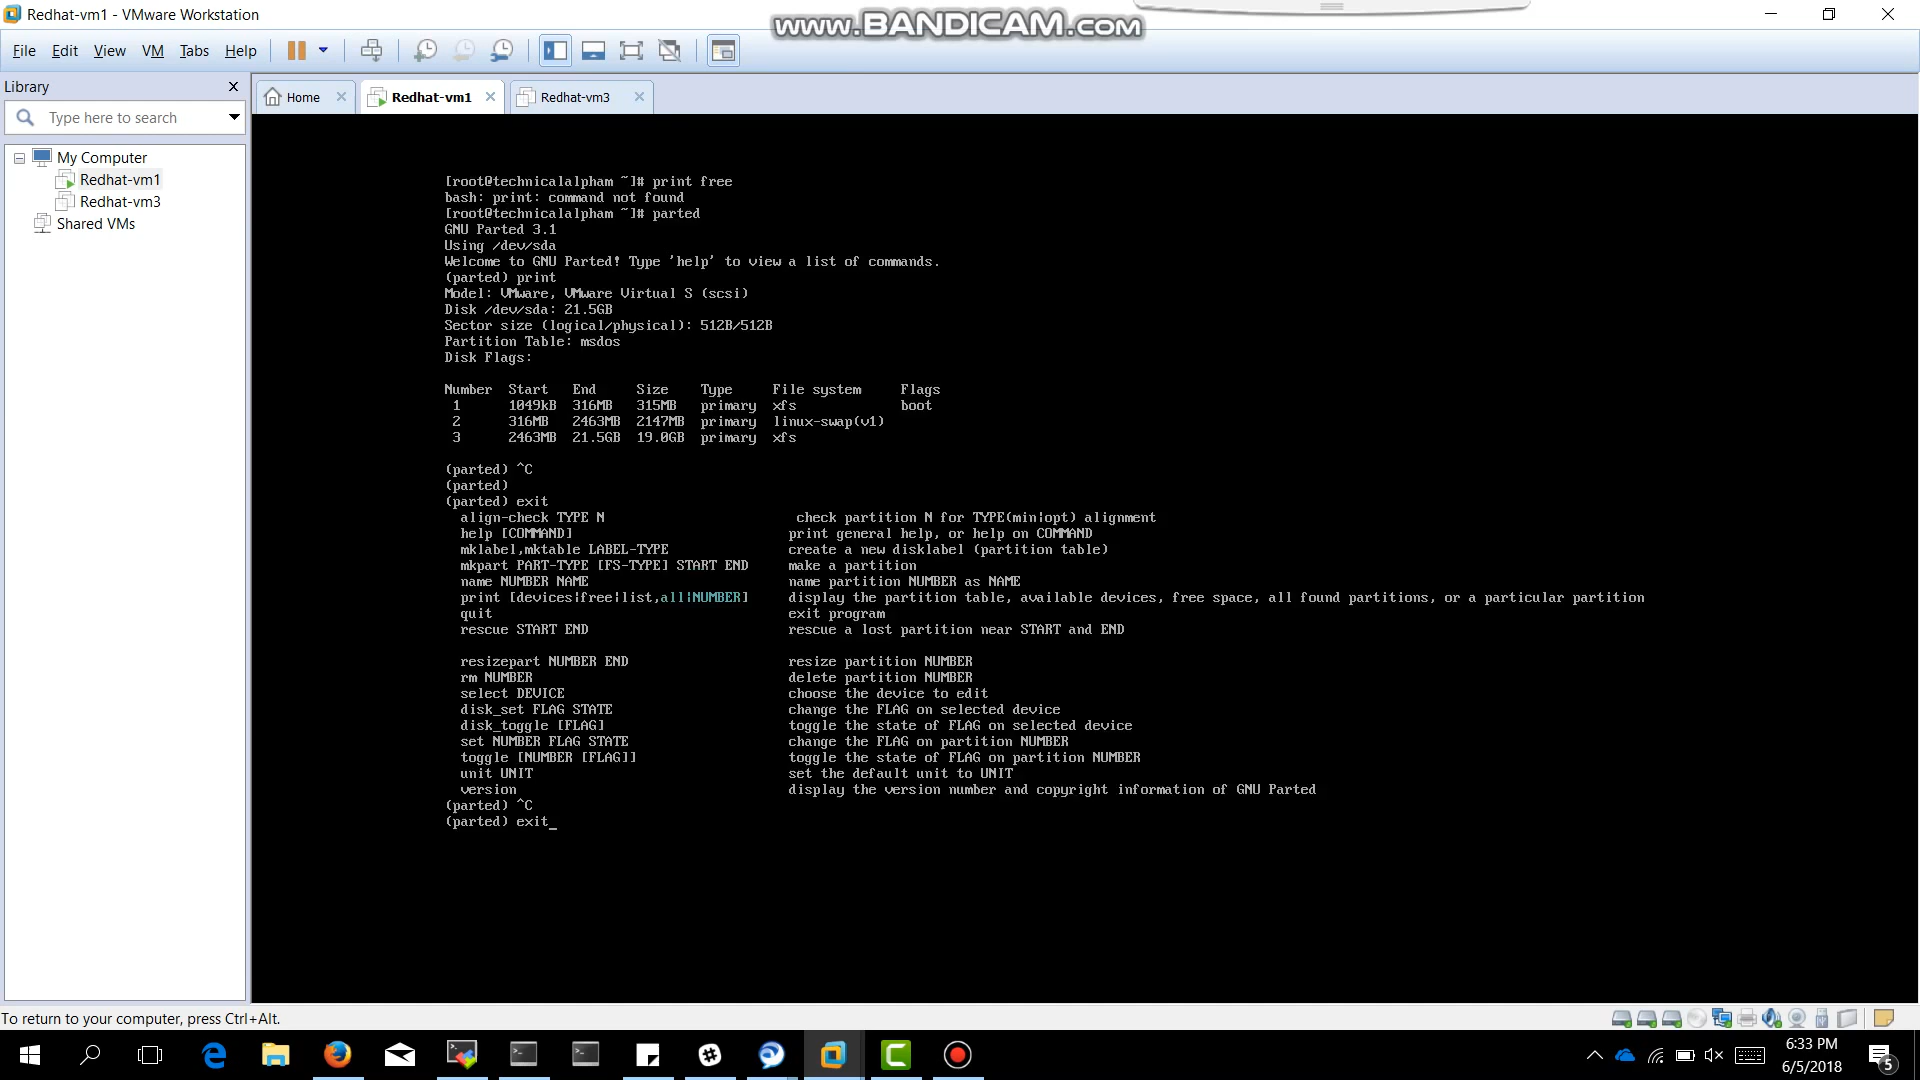 Redhat-vm1 - VMware Workstation
www.BANDICAM.com
File Edit View VM Tabs Help
Library
Home
Redhat-vm1
Redhat-vm3
Type here to search
My Computer
Redhat-vm1
Redhat-vm3
Shared VMs
[root@technicalalpham ~]# print free
bash: print: command not found
[root@technicalalpham ~]# parted
GNU Parted 3.1
Using /dev/sda
Welcome to GNU Parted! Type 'help' to view a list of commands.
(parted) print
Model: VMware, VMware Virtual S (scsi)
Disk /dev/sda: 21.5GB
Sector size (logical/physical): 512B/512B
Partition Table: msdos
Disk Flags:
Number Start End Size Type File system Flags
1 1049kB 316MB 315MB primary xfs boot
2 316MB 2463MB 2147MB primary linux-swap(v1)
3 2463MB 21.5GB 19.0GB primary xfs
(parted) ^C
(parted)
(parted) exit
align-check TYPE N check partition N for TYPE(min|opt) alignment
help [COMMAND] print general help, or help on COMMAND
mklabel,mktable LABEL-TYPE create a new disklabel (partition table)
mkpart PART-TYPE [FS-TYPE] START END make a partition
name NUMBER NAME name partition NUMBER as NAME
print [devices|free|list,all|NUMBER] display the partition table, available devices, free space, all found partitions, or a particular partition
quit exit program
rescue START END rescue a lost partition near START and END
resizepart NUMBER END resize partition NUMBER
rm NUMBER delete partition NUMBER
select DEVICE choose the device to edit
disk_set FLAG STATE change the FLAG on selected device
disk_toggle [FLAG] toggle the state of FLAG on selected device
set NUMBER FLAG STATE change the FLAG on partition NUMBER
toggle [NUMBER [FLAG]] toggle the state of FLAG on partition NUMBER
unit UNIT set the default unit to UNIT
version display the version number and copyright information of GNU Parted
(parted) ^C
(parted) exit_
To return to your computer, press Ctrl+Alt.
6:33 PM
6/5/2018
5